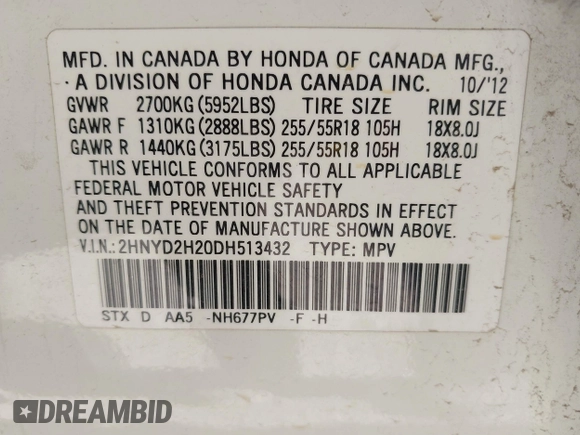 MFD. IN CANADA BY HONDA OF CANADA MFG.,
A DIVISION OF HONDA CANADA INC. 10/'12
GVWR 2700KG (5952LBS) TIRE SIZE RIM SIZE
GAWR F 1310KG (2888LBS) 255/55R18 105H 18X8.0J
GAWR R 1440KG (3175LBS) 255/55R18 105H 18X8.0J
THIS VEHICLE CONFORMS TO ALL APPLICABLE
FEDERAL MOTOR VEHICLE SAFETY
AND THEFT PREVENTION STANDARDS IN EFFECT
ON THE DATE OF MANUFACTURE SHOWN ABOVE.
V.I.N.: 2HNYD2H20DH513432 TYPE: MPV
STX D AA5 -NH677PV -F -H
DREAMBID